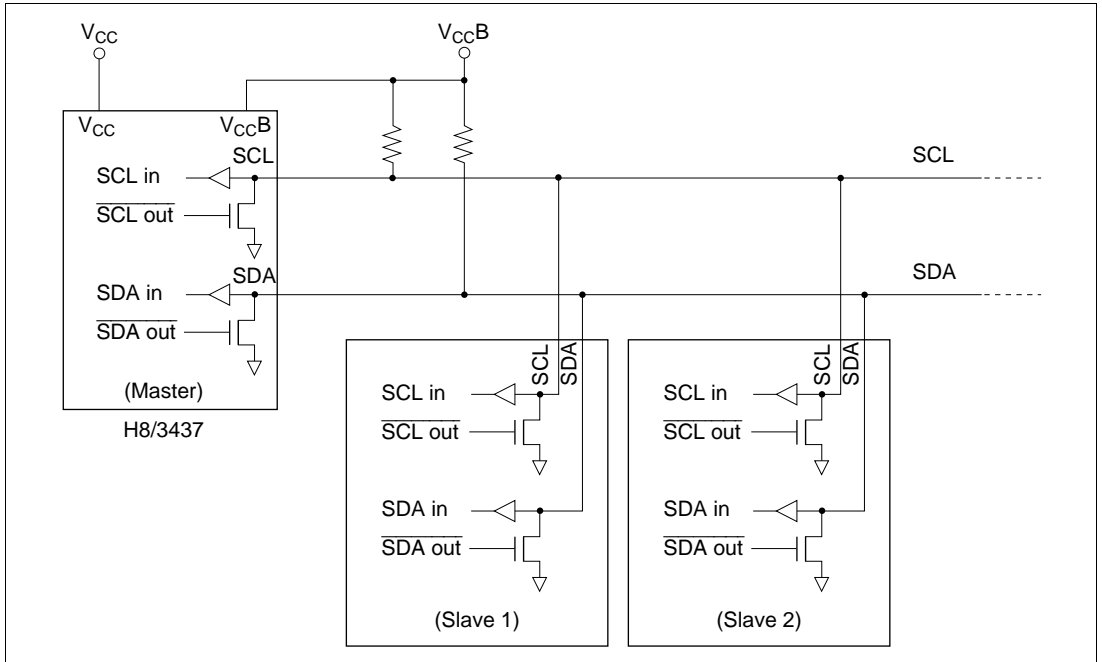 VCC
VCCB
VCC
VCCB
SCL
SCL in
SCL out
SDA
SDA in
SDA out
(Master)
H8/3437
SCL
SDA
SCL
SDA
SCL in
SCL out
SDA in
SDA out
(Slave 1)
SCL
SDA
SCL in
SCL out
SDA in
SDA out
(Slave 2)